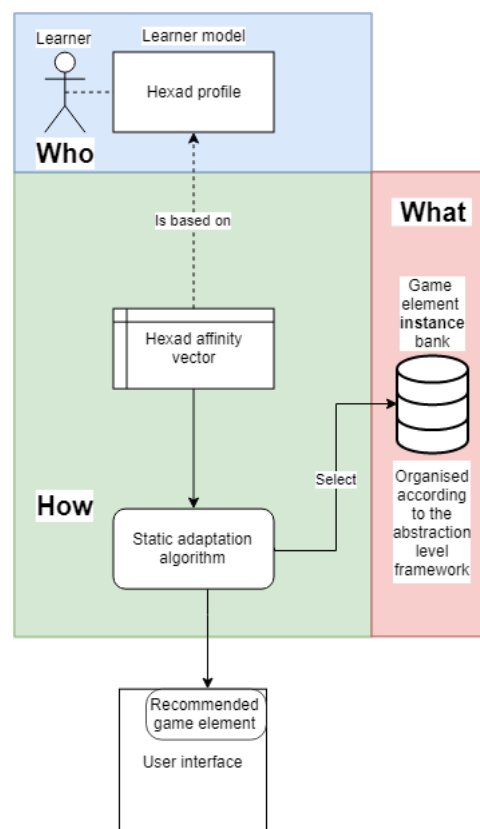 Learner
Learner model
Hexad profile
Who
Is based on
What
Game
element
instance
bank
Hexad affinity
vector
Select
Organised
according
to the
abstraction
level
framework
How
Static adaptation
algorithm
Recommended
game element
User interface